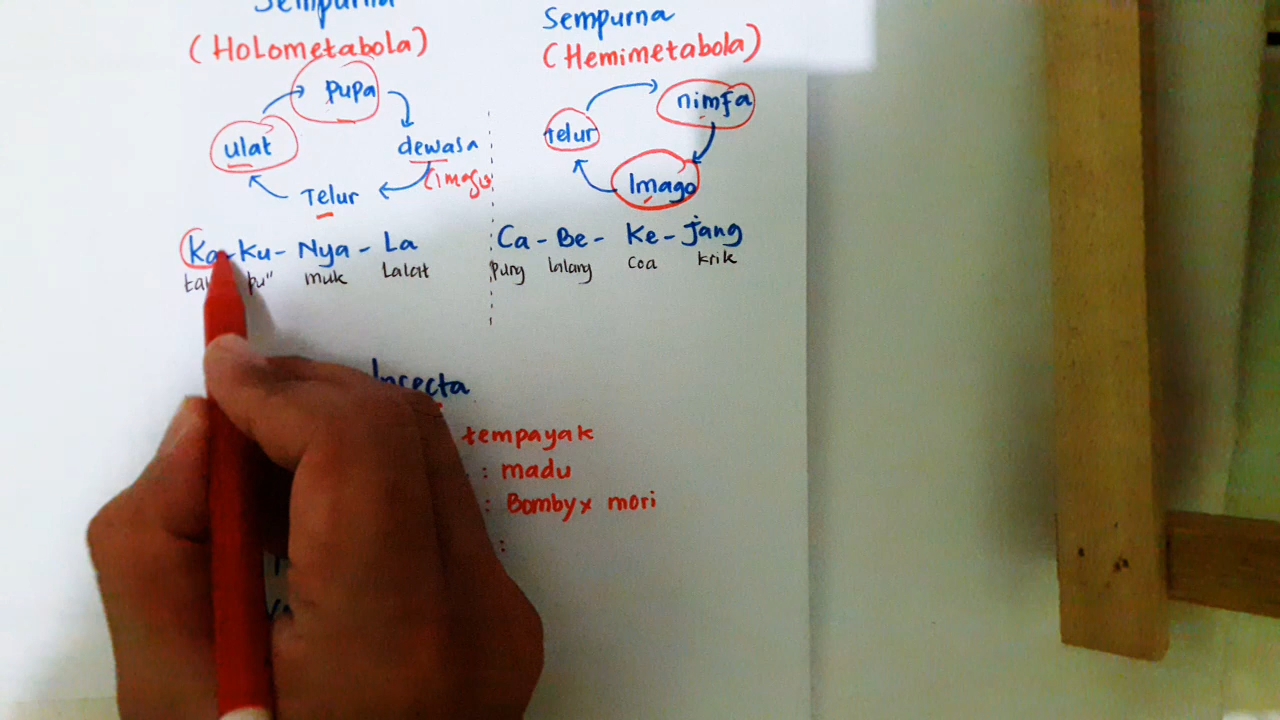 Sempurna
Sempurna
(Holometabola)
(Hemimetabola)
pupa
nimfa
telur
ulat
dewasa
(imago
Imago
Telur
Ka-Ku-Nya-La
Ca-Be-Ke-jang
muk
Lalat
pung
lalang
coa
krik
Insecta
tempayak
: madu
: Bombyx mori
: